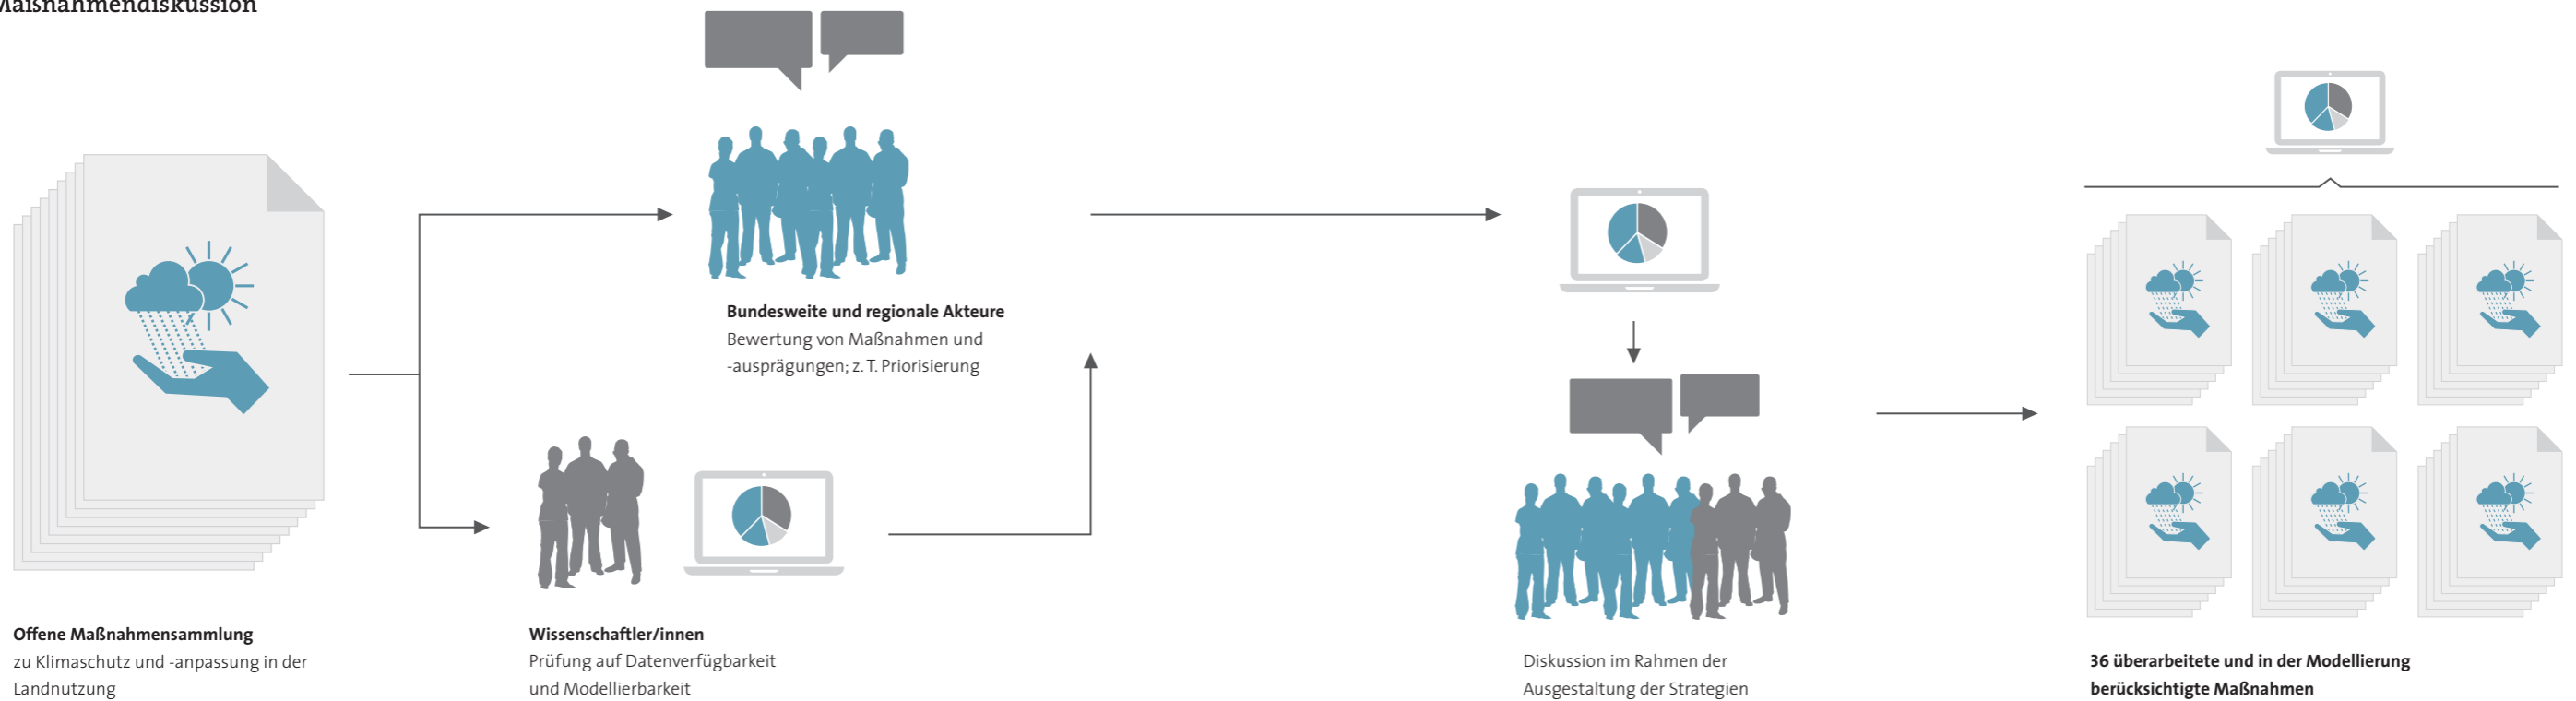 Maßnahmendiskussion
Bundesweite und regionale Akteure
Bewertung von Maßnahmen und
-ausprägungen; z. T. Priorisierung
Offene Maßnahmensammlung
zu Klimaschutz und -anpassung in der
Landnutzung
Wissenschaftler/innen
Prüfung auf Datenverfügbarkeit
und Modellierbarkeit
Diskussion im Rahmen der
Ausgestaltung der Strategien
36 überarbeitete und in der Modellierung
berücksichtigte Maßnahmen